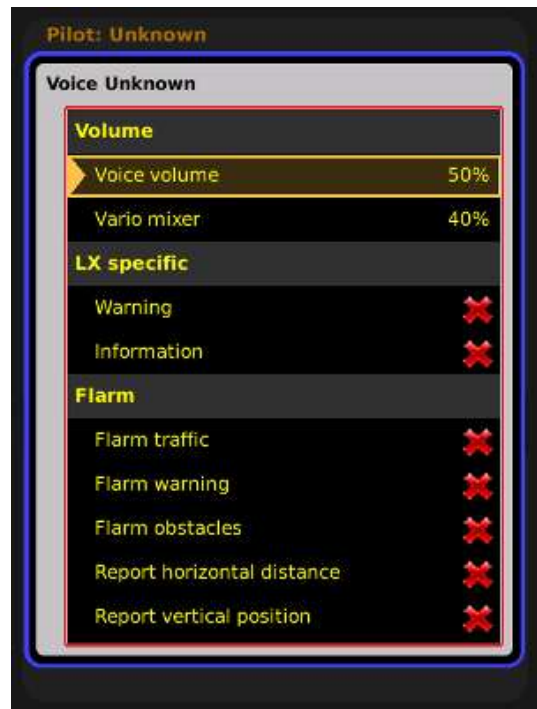 Pilot: Unknown
Voice Unknown
Volume
Voice volume 50%
Vario mixer 40%
LX specific
Warning
Information
Flarm
Flarm traffic
Flarm warning
Flarm obstacles
Report horizontal distance
Report vertical position